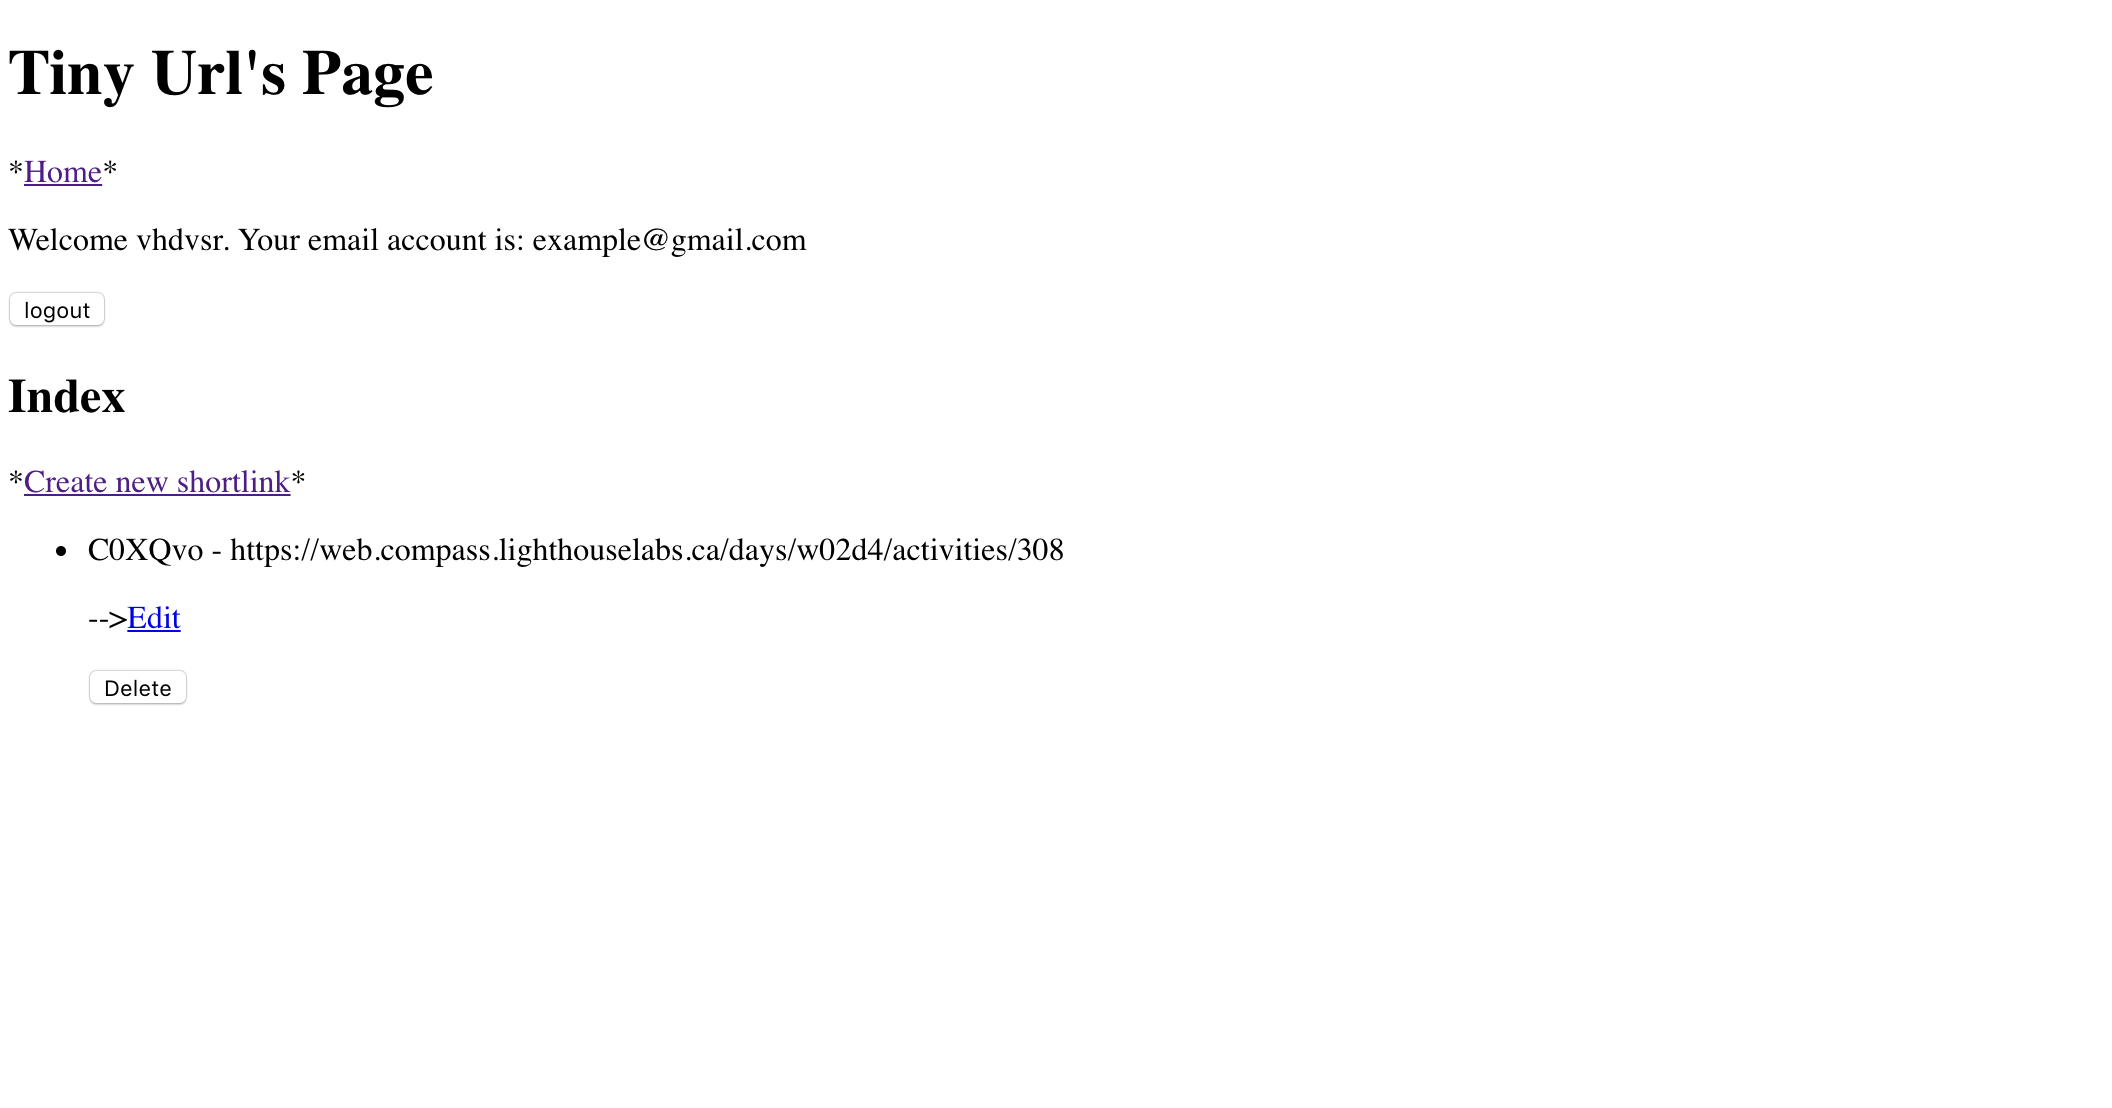 Tiny Url's Page
*Home*
Welcome vhdvsr. Your email account is: example@gmail.com
logout
Index
*Create new shortlink*
C0XQvo - https://web.compass.lighthouselabs.ca/days/w02d4/activities/308
-->Edit
Delete